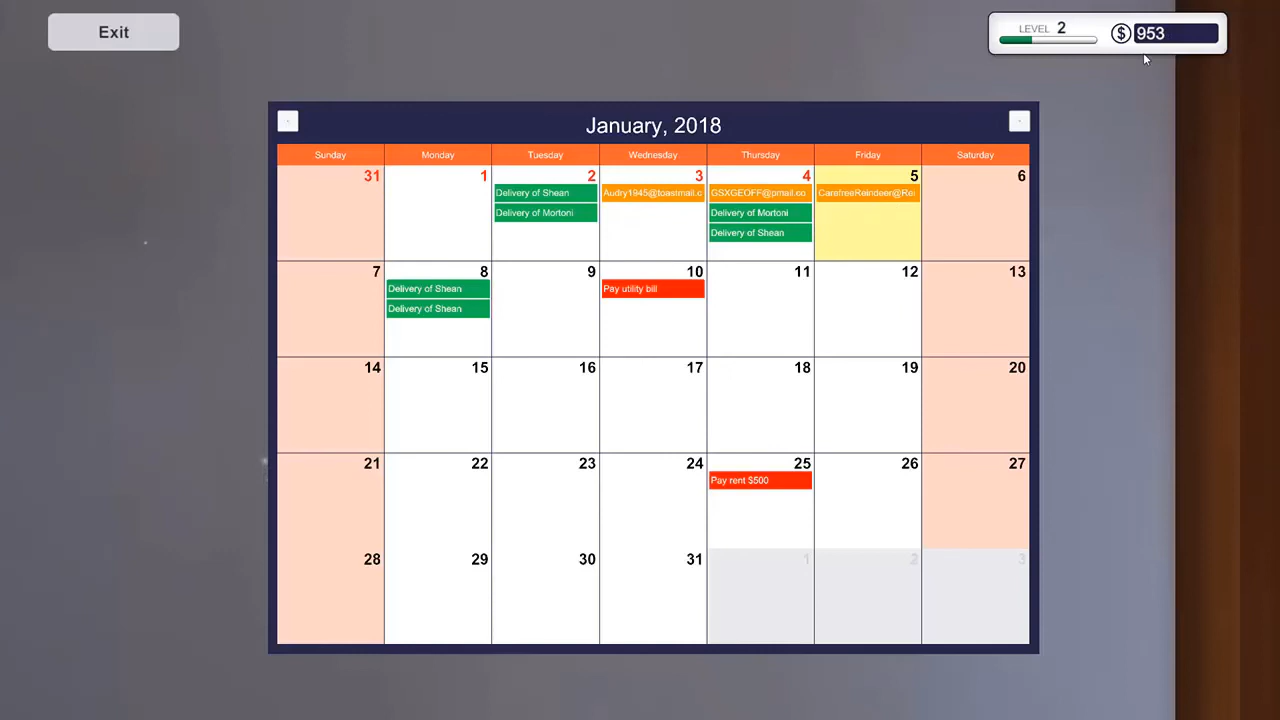 Exit
LEVEL 2
$ 953
January, 2018
Sunday Monday Tuesday Wednesday Thursday Friday Saturday
31 1 2 3 4 5 6
Delivery of Shean Audry1945@toastmail.c GSXGEOFF@pmail.co CarefreeReindeer@Rei
Delivery of Mortoni Delivery of Mortoni
Delivery of Shean
7 8 9 10 11 12 13
Delivery of Shean Pay utility bill
Delivery of Shean
14 15 16 17 18 19 20
21 22 23 24 25 26 27
Pay rent $500
28 29 30 31 1 2 3